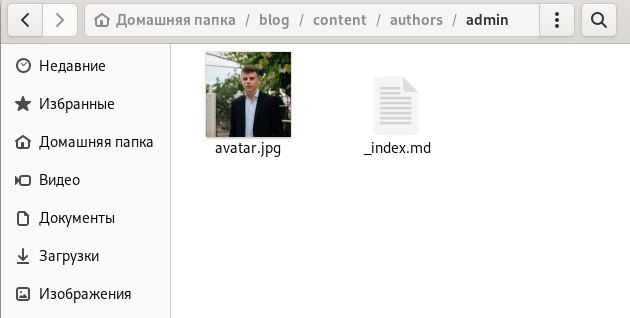 Домашняя папка / blog / content / authors / admin
Недавние
Избранные
Домашняя папка
Видео
Документы
Загрузки
Изображения
avatar.jpg
_index.md